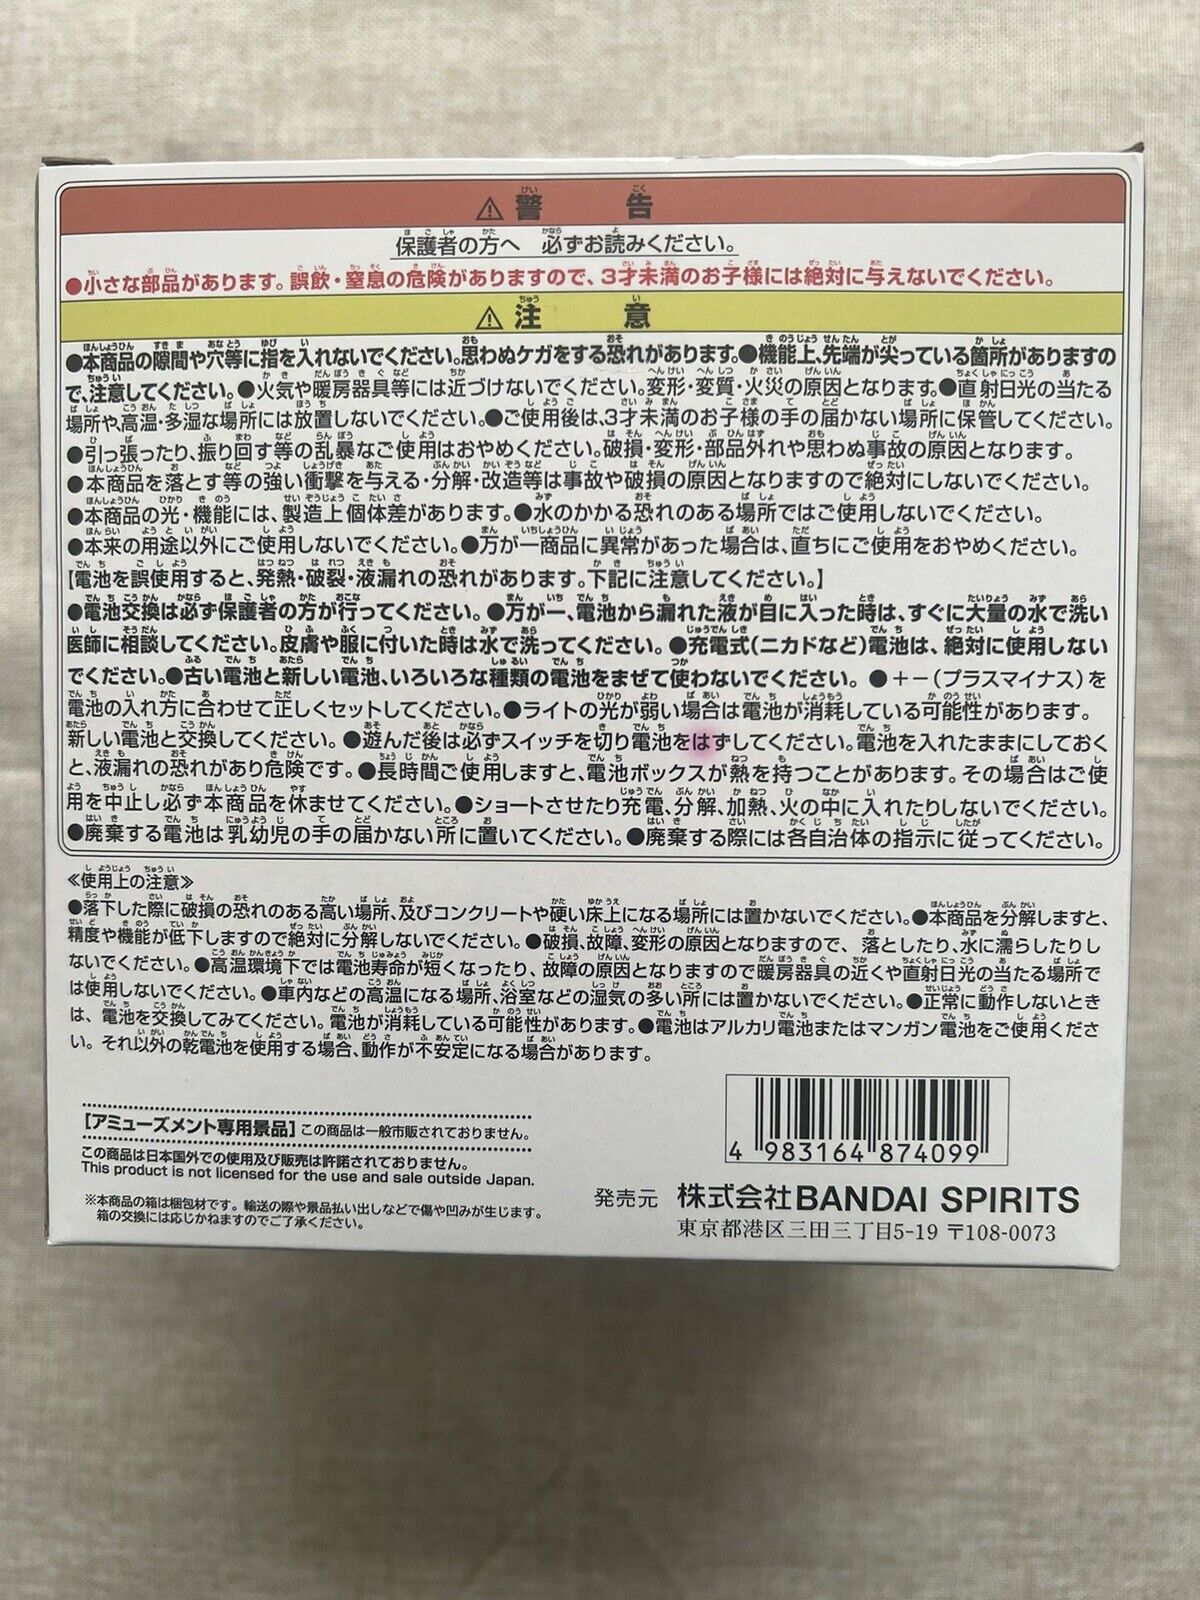 ⚠警告
保護者の方へ 必ずお読みください。
●小さな部品があります。誤飲・窒息の危険がありますので、3才未満のお子様には絶対に与えないでください。
⚠注意
●本商品の隙間や穴等に指を入れないでください。思わぬケガをする恐れがあります。●機能上、先端が尖っている箇所がありますの
で、注意してください。●火気や暖房器具等には近づけないでください。変形・変質・火災の原因となります。●直射日光の当たる
場所や、高温・多湿な場所には放置しないでください。●ご使用後は、3才未満のお子様の手の届かない場所に保管してください。
●引っ張ったり、振り回す等の乱暴なご使用はおやめください。破損・変形・部品外れや思わぬ事故の原因となります。
●本商品を落とす等の強い衝撃を与える・分解・改造等は事故や破損の原因となりますので絶対にしないでください。
●本商品の光・機能には、製造上個体差があります。●水のかかる恐れのある場所ではご使用しないでください。
●本来の用途以外にご使用しないでください。●万が一商品に異常があった場合は、直ちにご使用をおやめください。
【電池を誤使用すると、発熱・破裂・液漏れの恐れがあります。下記に注意してください。】
●電池交換は必ず保護者の方が行ってください。●万が一、電池から漏れた液が目に入った時は、すぐに大量の水で洗い
医師に相談してください。皮膚や服に付いた時は水で洗ってください。●充電式(ニカドなど)電池は、絶対に使用しない
でください。●古い電池と新しい電池、いろいろな種類の電池をまぜて使わないでください。●+-(プラスマイナス)を
電池の入れ方に合わせて正しくセットしてください。●ライトの光が弱い場合は電池が消耗している可能性があります。
新しい電池と交換してください。●遊んだ後は必ずスイッチを切り電池をはずしてください。電池を入れたままにしておく
と、液漏れの恐れがあり危険です。●長時間ご使用しますと、電池ボックスが熱を持つことがあります。その場合はご使
用を中止し必ず本商品を休ませてください。●ショートさせたり充電、分解、加熱、火の中に入れたりしないでください。
●廃棄する電池は乳幼児の手の届かない所に置いてください。●廃棄する際には各自治体の指示に従ってください。
≪使用上の注意≫
●落下した際に破損の恐れのある高い場所、及びコンクリートや硬い床上になる場所には置かないでください。●本商品を分解しますと、
精度や機能が低下しますので絶対に分解しないでください。●破損、故障、変形の原因となりますので、落としたり、水に濡らしたりし
ないでください。●高温環境下では電池寿命が短くなったり、故障の原因となりますので暖房器具の近くや直射日光の当たる場所で
は使用しないでください。●車内などの高温になる場所、浴室などの湿気の多い所には置かないでください。●正常に動作しないとき
は、電池を交換してみてください。電池が消耗している可能性があります。●電池はアルカリ電池またはマンガン電池をご使用くださ
い。それ以外の乾電池を使用する場合、動作が不安定になる場合があります。
[アミューズメント専用景品] この商品は一般市販されておりません。
この商品は日本国外での使用及び販売は許諾されておりません。
This product is not licensed for the use and sale outside Japan.
※本商品の箱は梱包材です。輸送の際や景品払い出しなどで傷や凹みが生じます。
箱の交換には応じかねますのでご了承ください。
4 983164 874099
発売元 株式会社BANDAI SPIRITS
東京都港区三田三丁目5-19 〒108-0073